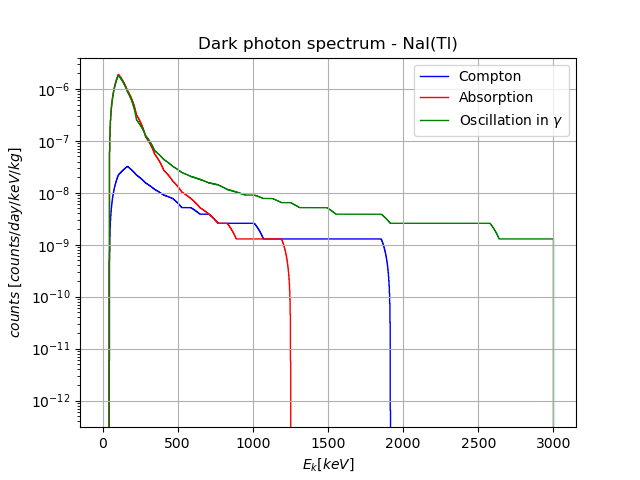 Dark photon spectrum - NaI(Tl)
Compton
Absorption
Oscillation in γ
10⁻⁶
10⁻⁷
10⁻⁸
10⁻⁹
10⁻¹⁰
10⁻¹¹
10⁻¹²
counts [counts/day/keV/kg]
0 500 1000 1500 2000 2500 3000
Eₖ[keV]